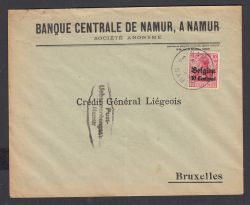 BANQUE CENTRALE DE NAMUR, A NAMUR
SOCIÉTÉ ANONYME
Belgien
10 Centimes
Crédit Général Liégeois
Bruxelles